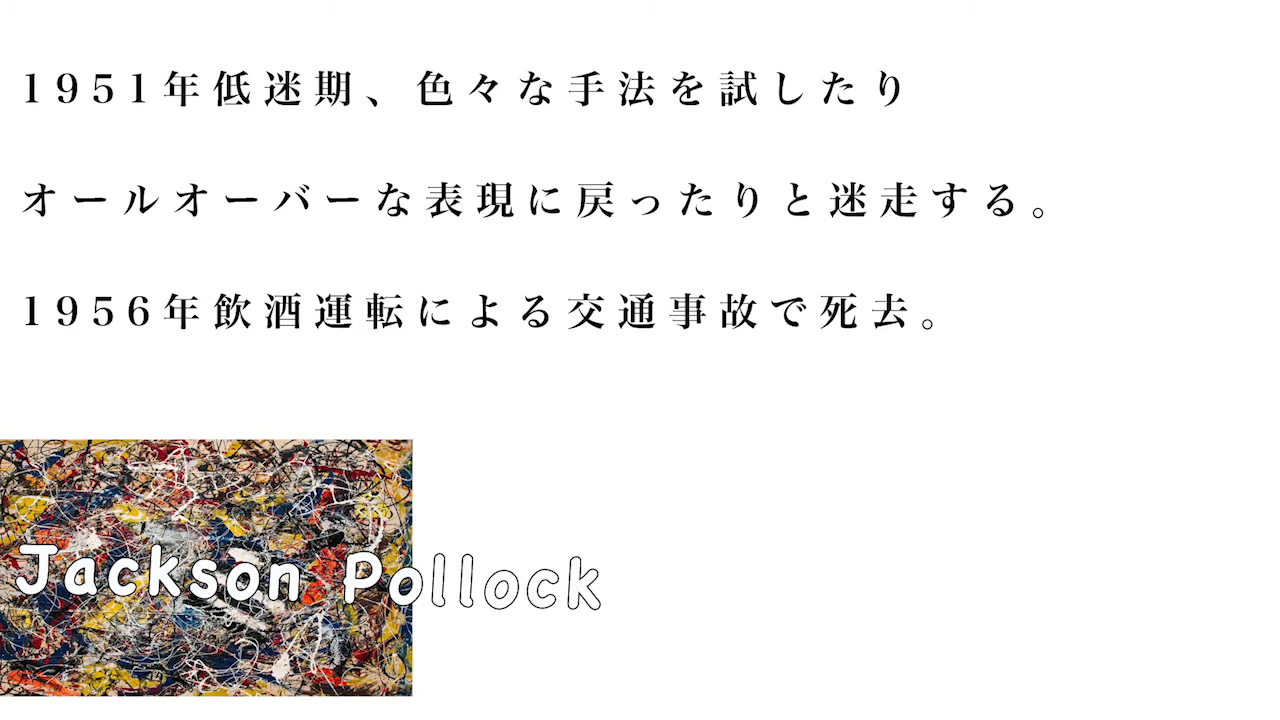 1951年低迷期、色々な手法を試したり
オールオーバーな表現に戻ったりと迷走する。
1956年飲酒運転による交通事故で死去。
Jackson Pollock